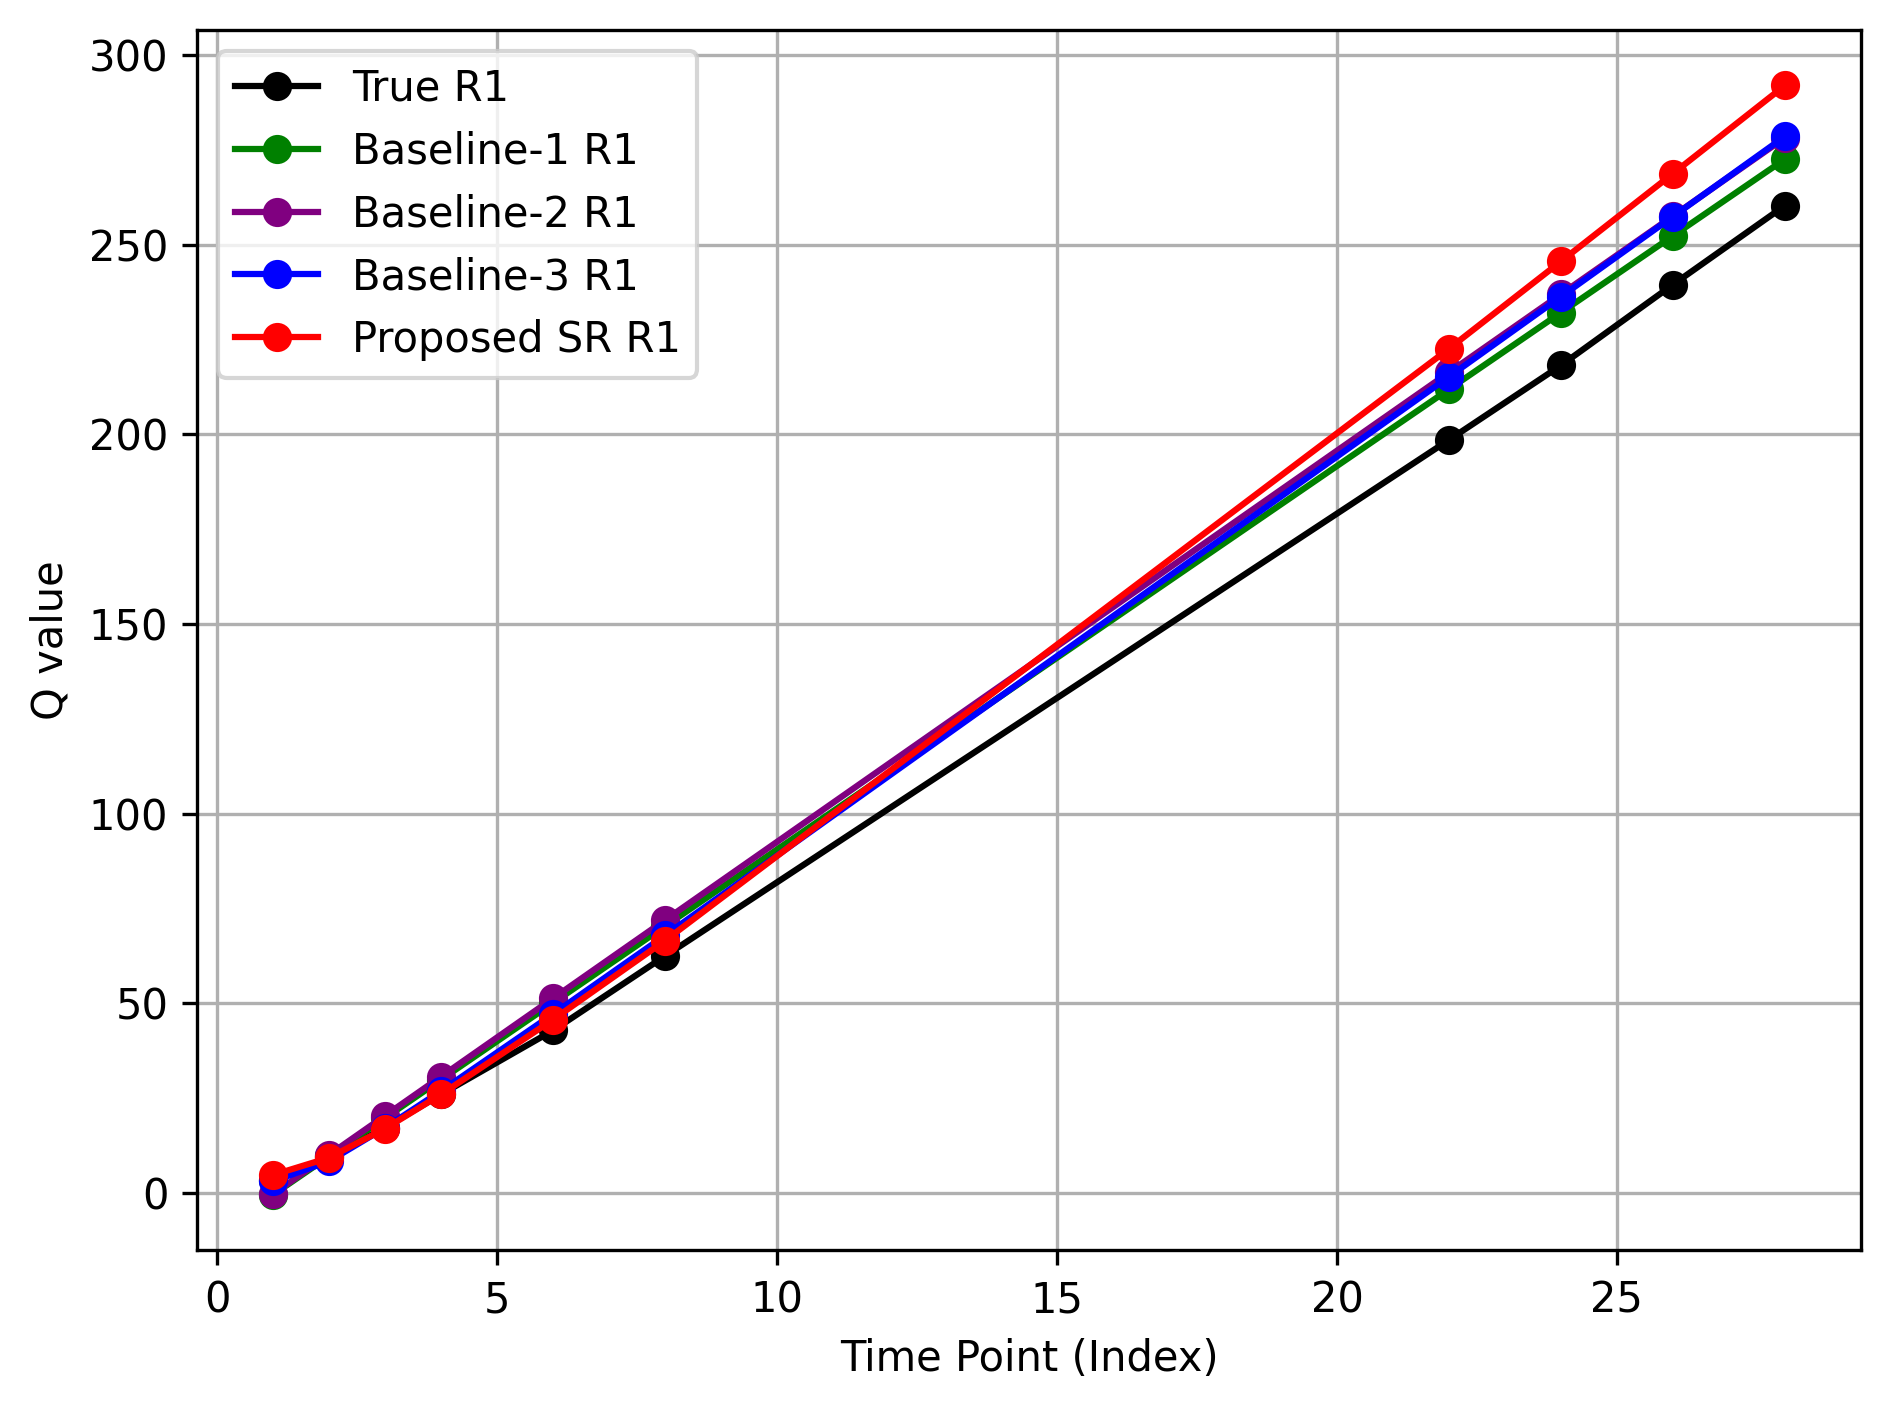 300
250
200
150
100
50
0
Q value
True R1
Baseline-1 R1
Baseline-2 R1
Baseline-3 R1
Proposed SR R1
0 5 10 15 20 25
Time Point (Index)